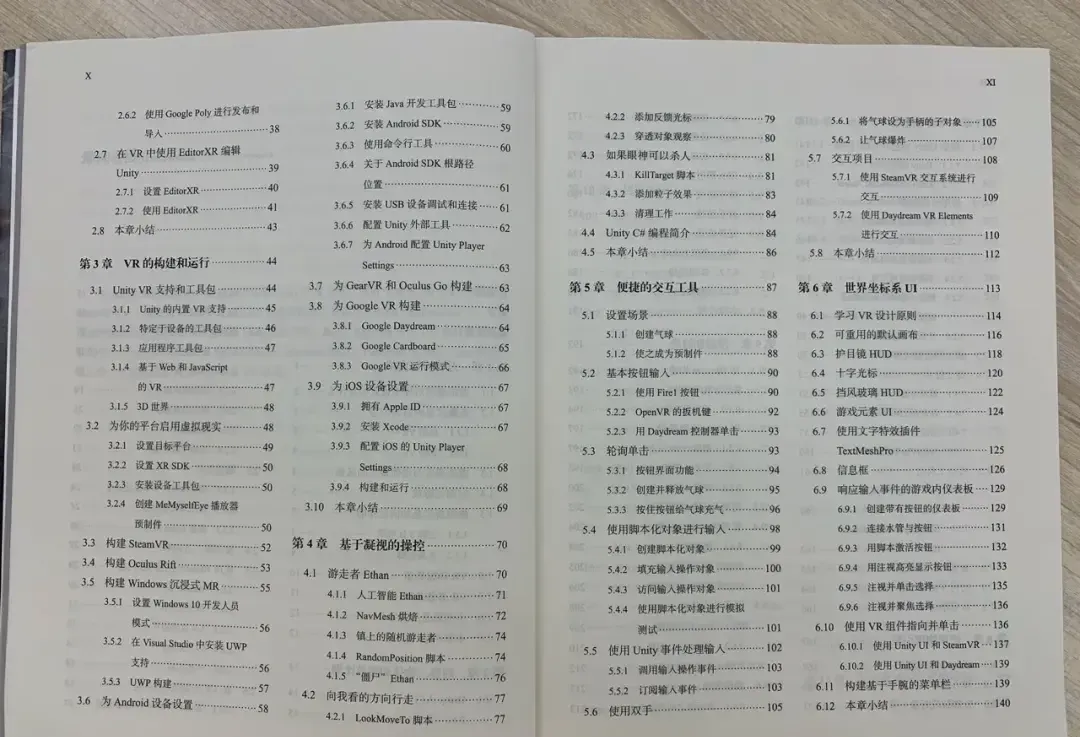 X
2.6.2 使用 Google Poly 进行发布和
导入 38
2.7 在 VR 中使用 EditorXR 编辑
Unity 39
2.7.1 设置 EditorXR 40
2.7.2 使用 EditorXR 41
2.8 本章小结 43
第 3 章 VR 的构建和运行 44
3.1 Unity VR 支持和工具包 44
3.1.1 Unity 的内置 VR 支持 45
3.1.2 特定于设备的工具包 46
3.1.3 应用程序工具包 47
3.1.4 基于 Web 和 JavaScript
的 VR 47
3.1.5 3D 世界 48
3.2 为你的平台启用虚拟现实 48
3.2.1 设置目标平台 49
3.2.2 设置 XR SDK 50
3.2.3 安装设备工具包 50
3.2.4 创建 MeMyselfEye 播放器
预制件 50
3.3 构建 SteamVR 52
3.4 构建 Oculus Rift 53
3.5 构建 Windows 沉浸式 MR 55
3.5.1 设置 Windows 10 开发人员
模式 56
3.5.2 在 Visual Studio 中安装 UWP
支持 56
3.5.3 UWP 构建 57
3.6 为 Android 设备设置 58
3.6.1 安装 Java 开发工具包 59
3.6.2 安装 Android SDK 59
3.6.3 使用命令行工具 60
3.6.4 关于 Android SDK 根路径
位置 61
3.6.5 安装 USB 设备调试和连接 61
3.6.6 配置 Unity 外部工具 62
3.6.7 为 Android 配置 Unity Player
Settings 63
3.7 为 GearVR 和 Oculus Go 构建 63
3.8 为 Google VR 构建 64
3.8.1 Google Daydream 64
3.8.2 Google Cardboard 65
3.8.3 Google VR 运行模式 66
3.9 为 iOS 设备设置 67
3.9.1 拥有 Apple ID 67
3.9.2 安装 Xcode 67
3.9.3 配置 iOS 的 Unity Player
Settings 68
3.9.4 构建和运行 68
3.10 本章小结 69
第 4 章 基于凝视的操控 70
4.1 游走者 Ethan 70
4.1.1 人工智能 Ethan 71
4.1.2 NavMesh 烘焙 72
4.1.3 镇上的随机游走者 74
4.1.4 RandomPosition 脚本 74
4.1.5 “僵尸” Ethan 76
4.2 向我看的方向行走 77
4.2.1 LookMoveTo 脚本 77
XI
4.2.2 添加反馈光标 79
4.2.3 穿透对象观察 80
4.3 如果眼神可以杀人 81
4.3.1 KillTarget 脚本 81
4.3.2 添加粒子效果 83
4.3.3 清理工作 84
4.4 Unity C# 编程简介 84
4.5 本章小结 86
第 5 章 便捷的交互工具 87
5.1 设置场景 88
5.1.1 创建气球 88
5.1.2 使之成为预制件 88
5.2 基本按钮输入 90
5.2.1 使用 Fire1 按钮 90
5.2.2 OpenVR 的扳机键 92
5.2.3 用 Daydream 控制器单击 93
5.3 轮询单击 93
5.3.1 按钮界面功能 94
5.3.2 创建并释放气球 95
5.3.3 按住按钮给气球充气 96
5.4 使用脚本化对象进行输入 98
5.4.1 创建脚本化对象 99
5.4.2 填充输入操作对象 100
5.4.3 访问输入操作对象 101
5.4.4 使用脚本化对象进行模拟
测试 101
5.5 使用 Unity 事件处理输入 102
5.5.1 调用输入操作事件 103
5.5.2 订阅输入事件 103
5.6 使用双手 105
5.6.1 将气球设为手柄的子对象 105
5.6.2 让气球爆炸 107
5.7 交互项目 108
5.7.1 使用 SteamVR 交互系统进行
交互 109
5.7.2 使用 Daydream VR Elements
进行交互 110
5.8 本章小结 112
第 6 章 世界坐标系 UI 113
6.1 学习 VR 设计原则 114
6.2 可重用的默认画布 116
6.3 护目镜 HUD 118
6.4 十字光标 120
6.5 挡风玻璃 HUD 122
6.6 游戏元素 UI 124
6.7 使用文字特效插件
TextMeshPro 125
6.8 信息框 126
6.9 响应输入事件的游戏内仪表板 129
6.9.1 创建带有按钮的仪表板 129
6.9.2 连接水管与按钮 131
6.9.3 用脚本激活按钮 132
6.9.4 用注视高亮显示按钮 133
6.9.5 注视并单击选择 135
6.9.6 注视并聚焦选择 136
6.10 使用 VR 组件指向并单击 136
6.10.1 使用 Unity UI 和 SteamVR 137
6.10.2 使用 Unity UI 和 Daydream 139
6.11 构建基于手腕的菜单栏 139
6.12 本章小结 140